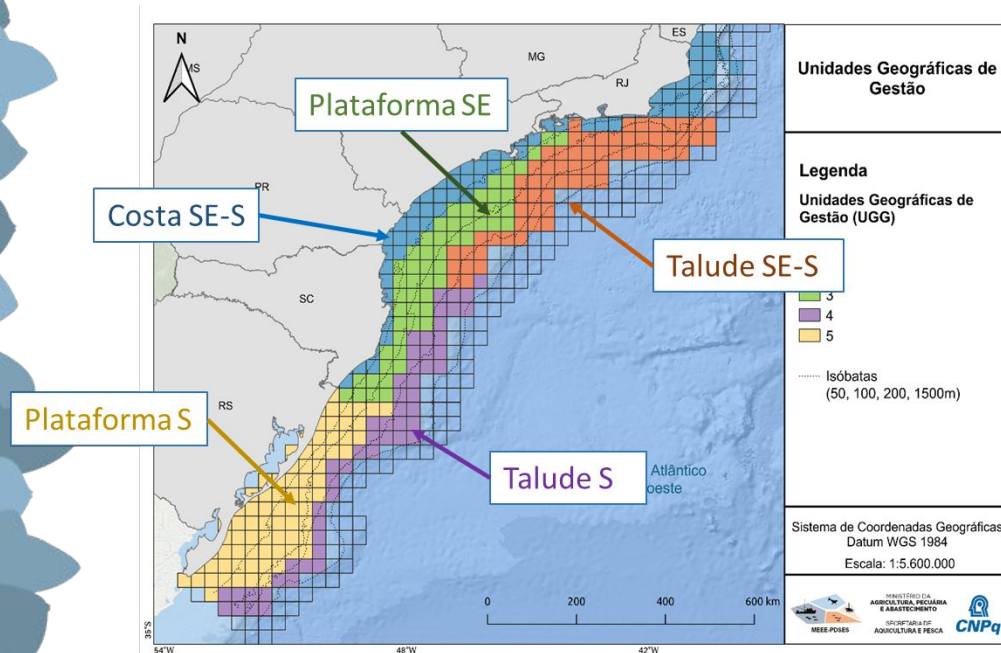 N
MS
MG
ES
RJ
Plataforma SE
PR
Costa SE-S
Talude SE-S
SC
RS
Plataforma S
Talude S
Atlântico
oeste
0 200 400 600 km
35°S
54°W 48°W 42°W
Unidades Geográficas de
Gestão
Legenda
Unidades Geográficas de
Gestão (UGG)
3
4
5
Isóbatas
(50, 100, 200, 1500m)
Sistema de Coordenadas Geográficas
Datum WGS 1984
Escala: 1:5.600.000
MEEE-PDSES
MINISTÉRIO DA
AGRICULTURA, PECUÁRIA
E ABASTECIMENTO
SECRETARIA DE
AQUICULTURA E PESCA
CNPq